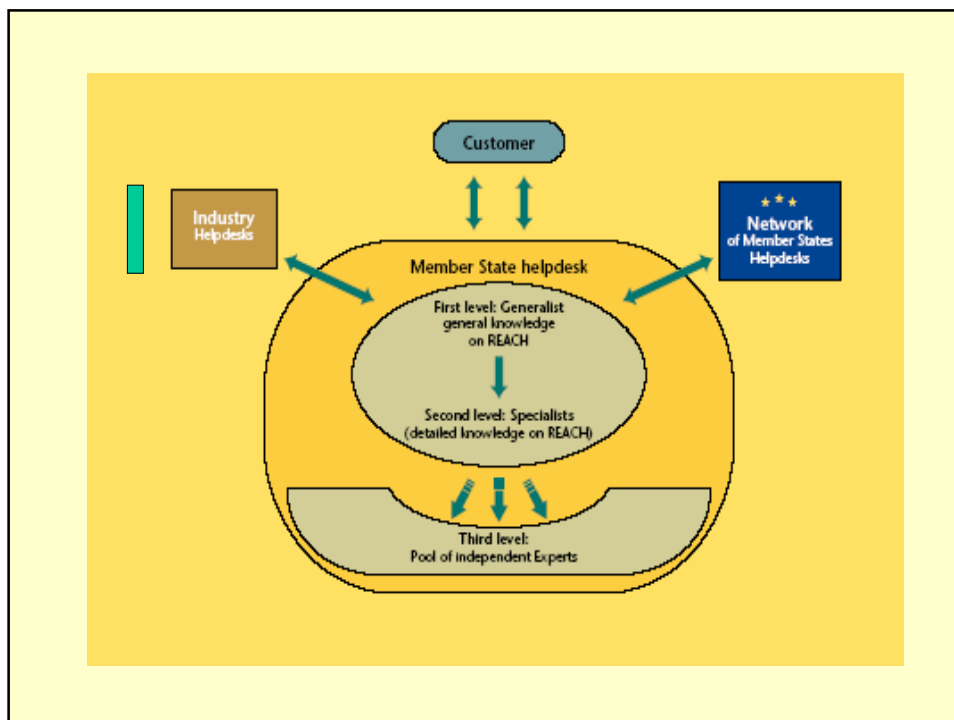 Customer
Industry
Helpdesks
Network
of Member States
Helpdesks
Member State helpdesk
First level: Generalist
general knowledge
on REACH
Second level: Specialists
(detailed knowledge on REACH)
Third level:
Pool of independent Experts